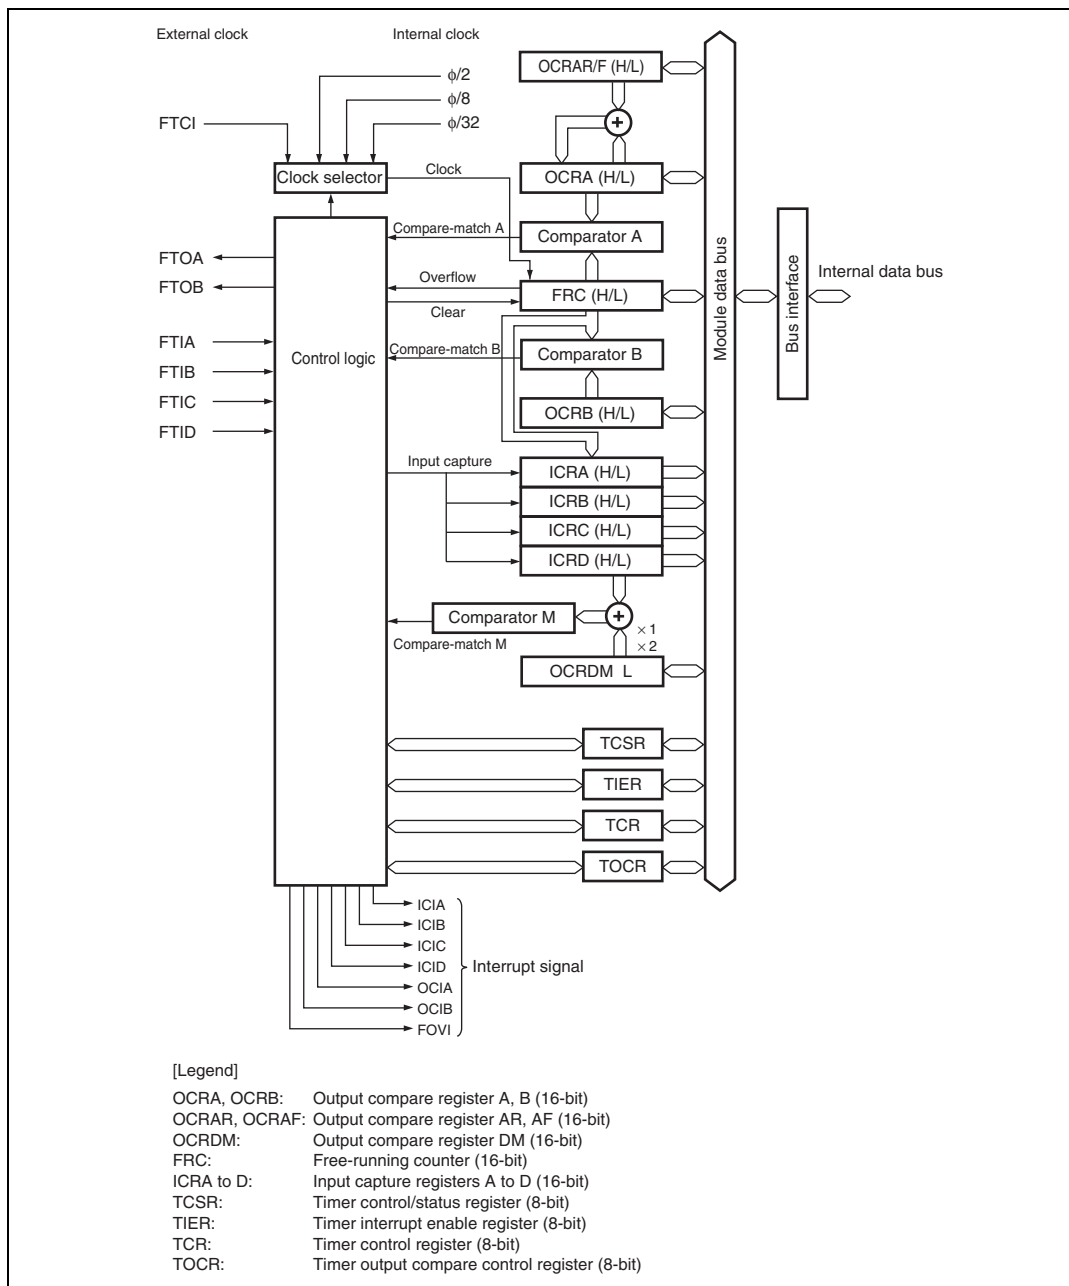 External clock
Internal clock
ϕ/2
ϕ/8
ϕ/32
FTCI
Clock selector
Clock
OCRAR/F (H/L)
+
OCRA (H/L)
Compare-match A
Comparator A
FTOA
FTOB
Overflow
FRC (H/L)
Clear
FTIA
FTIB
FTIC
FTID
Control logic
Compare-match B
Comparator B
OCRB (H/L)
Input capture
ICRA (H/L)
ICRB (H/L)
ICRC (H/L)
ICRD (H/L)
+
× 1
× 2
Comparator M
Compare-match M
OCRDM L
TCSR
TIER
TCR
TOCR
Module data bus
Bus interface
Internal data bus
ICIA
ICIB
ICIC
ICID
OCIA
OCIB
FOVI
Interrupt signal
[Legend]
OCRA, OCRB: Output compare register A, B (16-bit)
OCRAR, OCRAF: Output compare register AR, AF (16-bit)
OCRDM: Output compare register DM (16-bit)
FRC: Free-running counter (16-bit)
ICRA to D: Input capture registers A to D (16-bit)
TCSR: Timer control/status register (8-bit)
TIER: Timer interrupt enable register (8-bit)
TCR: Timer control register (8-bit)
TOCR: Timer output compare control register (8-bit)